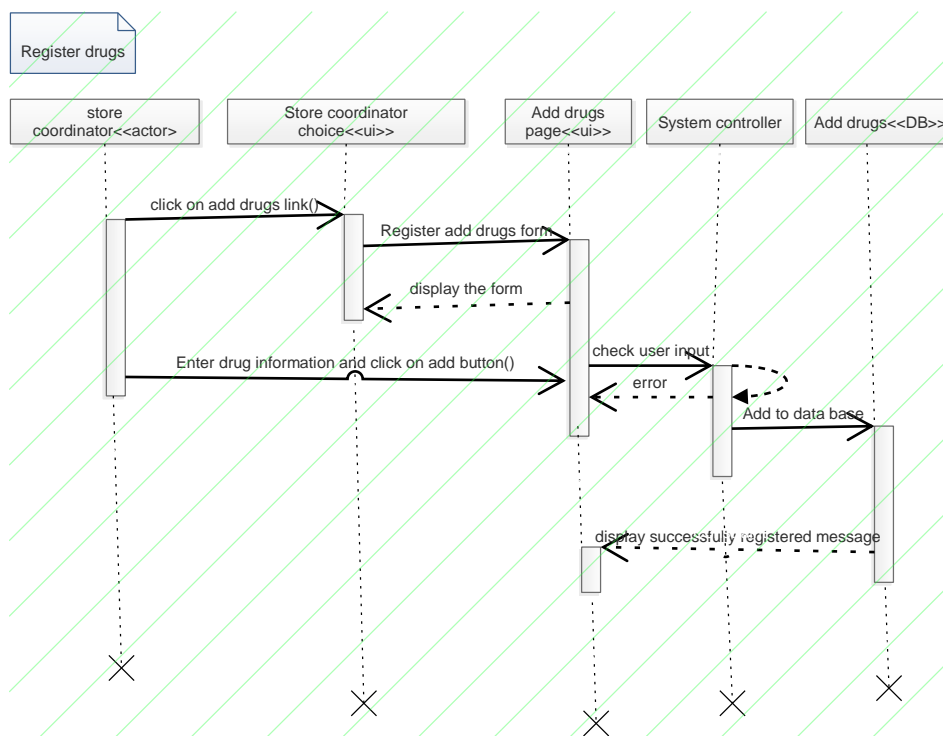 Register drugs
store
coordinator<<actor>
Store coordinator
choice<<ui>>
Add drugs
page<<ui>>
System controller
Add drugs<<DB>>
click on add drugs link()
Register add drugs form
display the form
Enter drug information and click on add button()
check user input
error
Add to data base
display successfully registered message